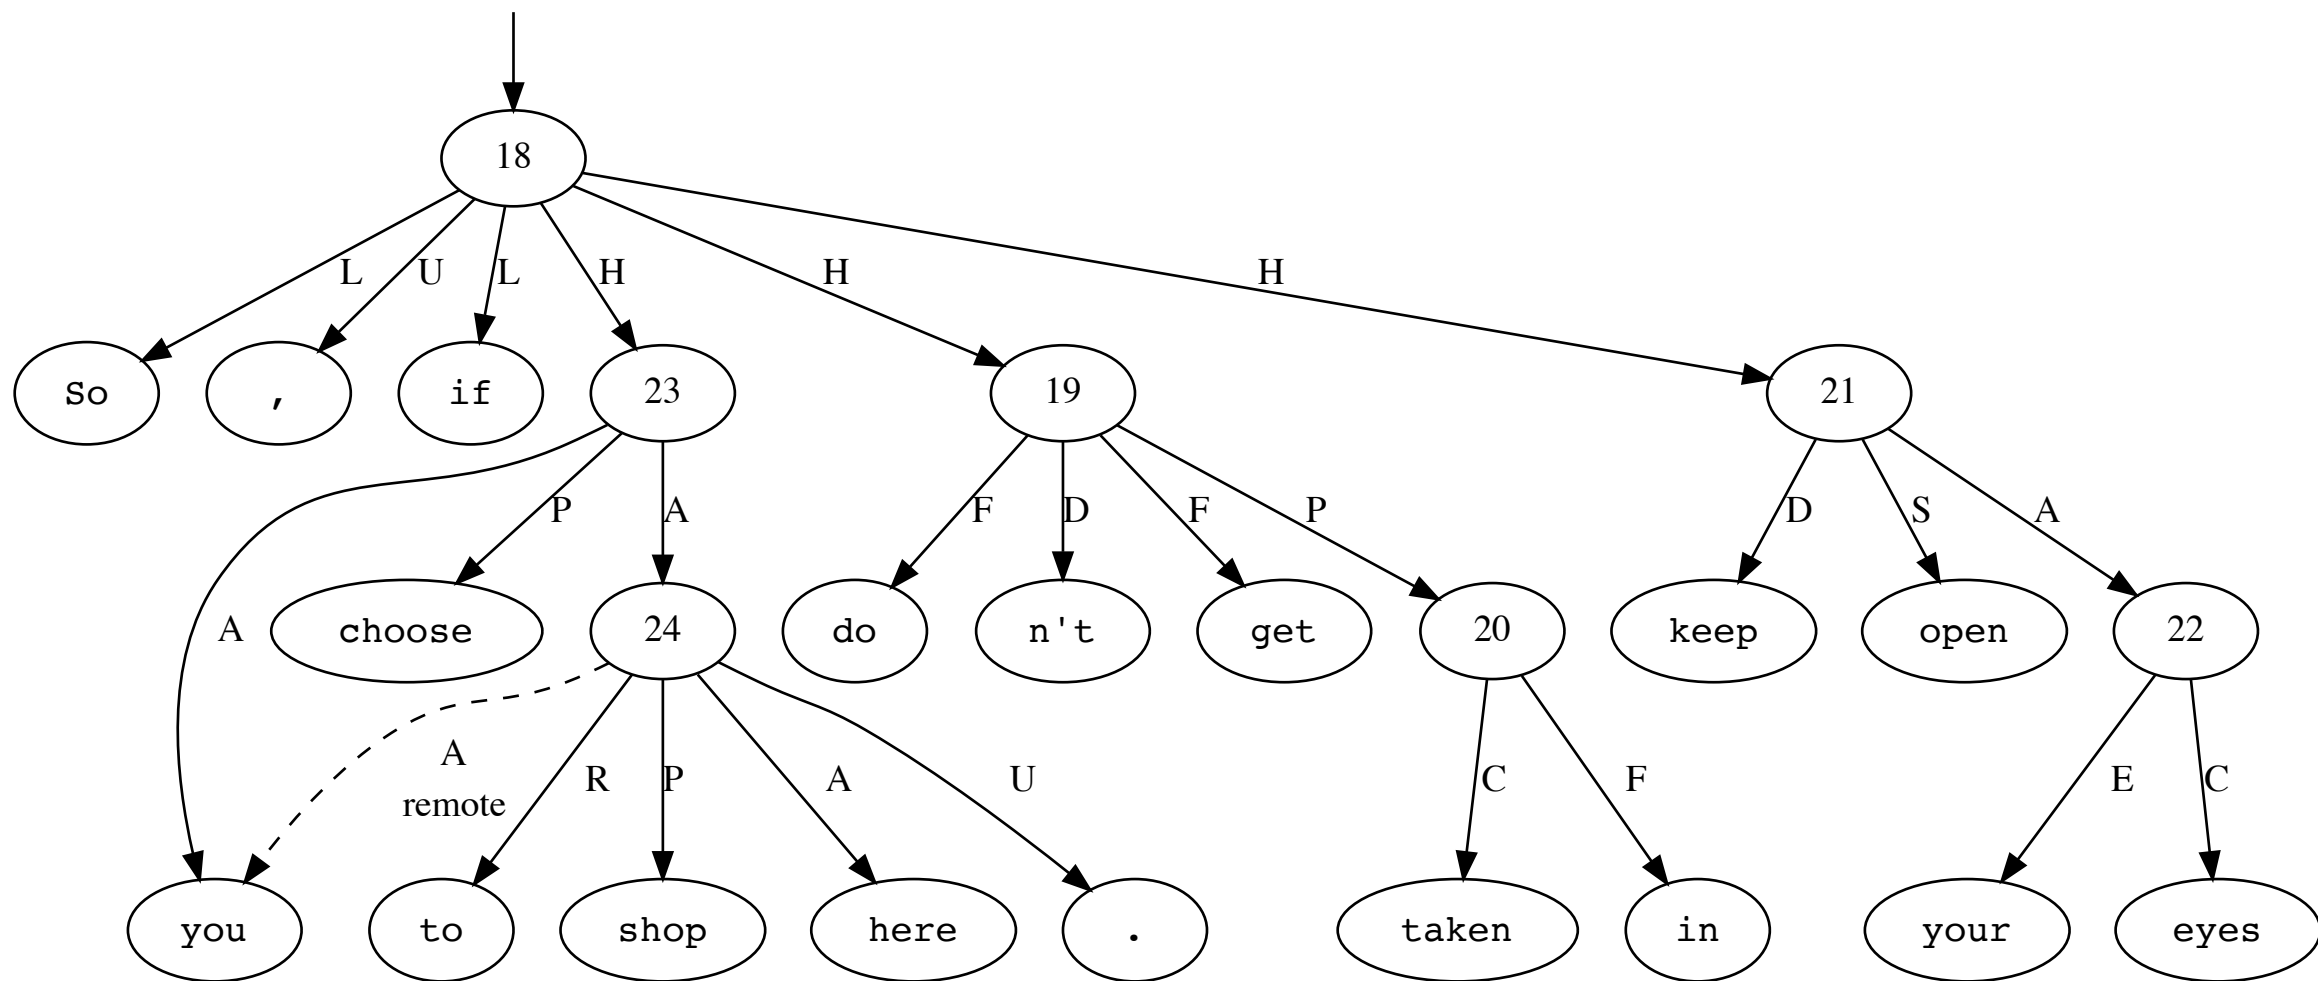 18
L U L H H H
So , if 23 19 21
P A F D F P D S A
A choose 24 do n't get 20 keep open 22
A R P A U C F E C
remote
you to shop here . taken in your eyes